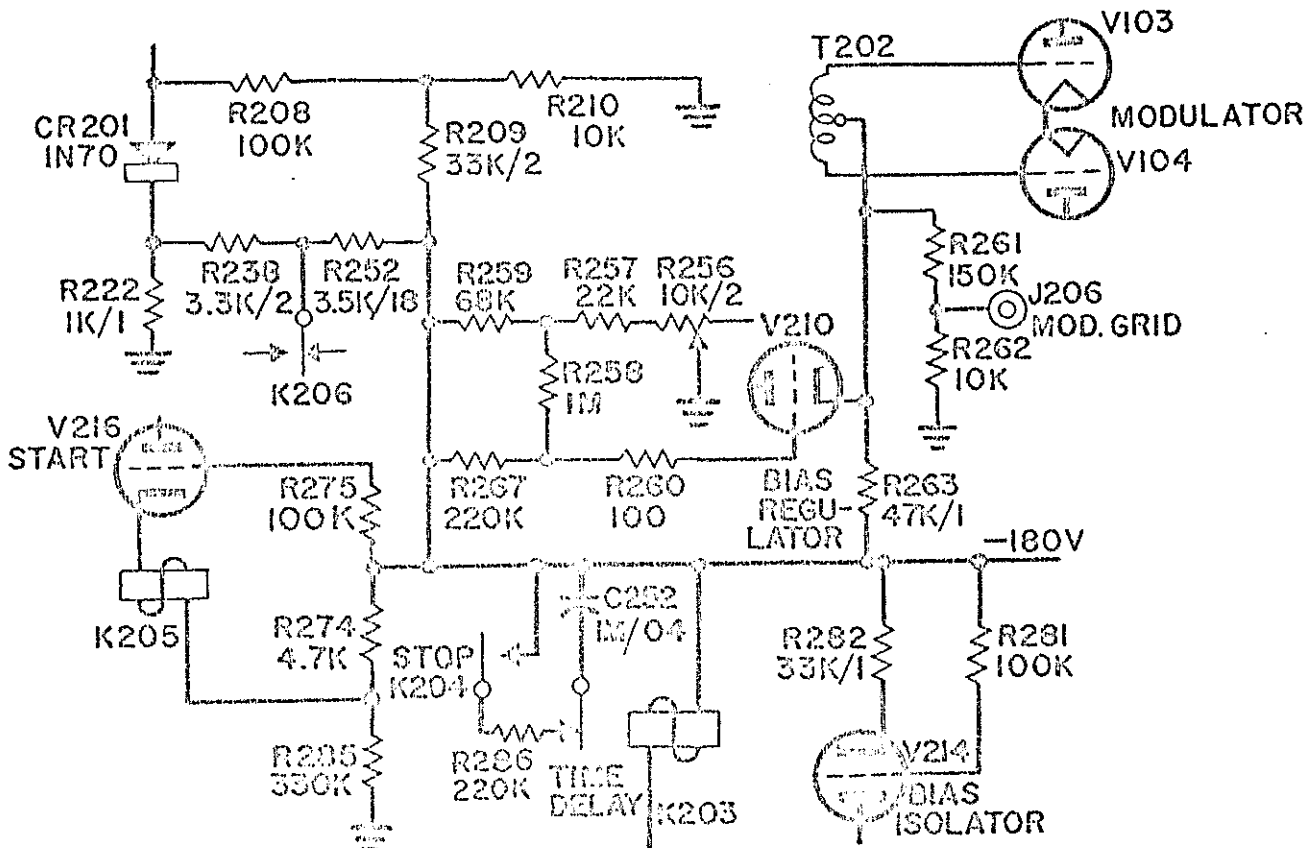 V103
T202
MODULATOR
V104
R208
100K
R210
10K
CR201
1N70
R209
33K/2
R238
3.3K/2
R252
3.5K/18
R222
1K/1
K206
R259
68K
R257
22K
R256
10K/2
V210
R258
1M
R261
150K
J206
MOD. GRID
R262
10K
V216
START
R275
100K
R267
220K
R260
100
BIAS
REGU-
LATOR
R263
47K/1
-180V
K205
R274
4.7K
STOP
K204
C252
1M/04
R282
33K/1
R281
100K
R285
330K
R286
220K
TIME
DELAY
K203
V214
BIAS
ISOLATOR